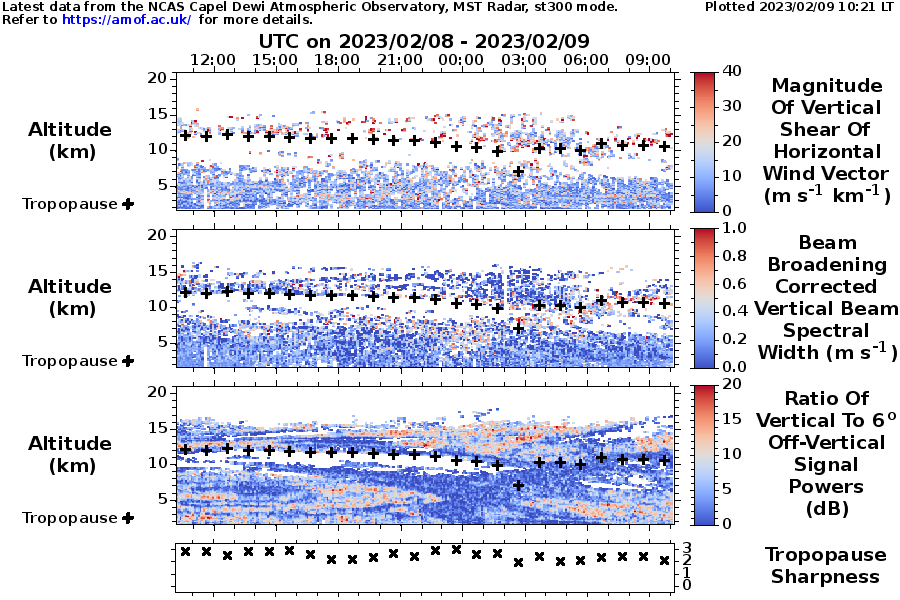 Latest data from the NCAS Capel Dewi Atmospheric Observatory, MST Radar, st300 mode.
Plotted 2023/02/09 10:21 LT
Refer to https://amof.ac.uk/ for more details.
UTC on 2023/02/08 - 2023/02/09
12:00 15:00 18:00 21:00 00:00 03:00 06:00 09:00
20
15
10
5
Altitude
(km)
Tropopause
40
30
20
10
0
Magnitude
Of Vertical
Shear Of
Horizontal
Wind Vector
(m s-1 km-1)
20
15
10
5
Altitude
(km)
Tropopause
1.0
0.8
0.6
0.4
0.2
0.0
Beam
Broadening
Corrected
Vertical Beam
Spectral
Width (m s-1)
20
15
10
5
Altitude
(km)
Tropopause
20
15
10
5
0
Ratio Of
Vertical To 6o
Off-Vertical
Signal
Powers
(dB)
3
2
1
0
Tropopause
Sharpness